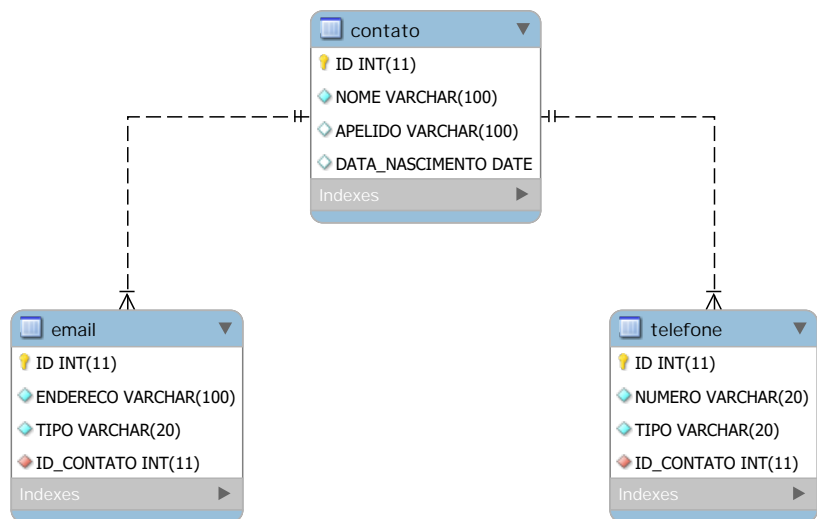 contato
ID INT(11)
NOME VARCHAR(100)
APELIDO VARCHAR(100)
DATA_NASCIMENTO DATE
Indexes
email
ID INT(11)
ENDERECO VARCHAR(100)
TIPO VARCHAR(20)
ID_CONTATO INT(11)
Indexes
telefone
ID INT(11)
NUMERO VARCHAR(20)
TIPO VARCHAR(20)
ID_CONTATO INT(11)
Indexes